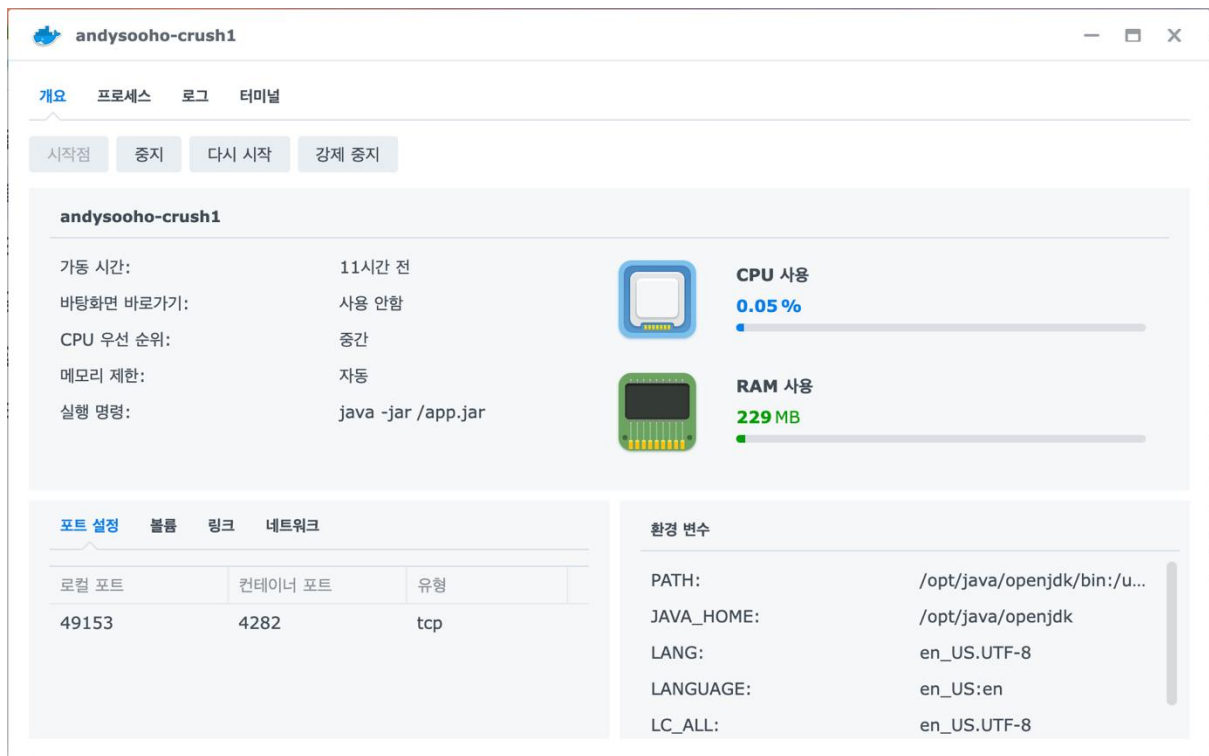 andysooho-crush1
개요 프로세스 로그 터미널
시작점 중지 다시 시작 강제 중지
andysooho-crush1
가동 시간: 11시간 전
바탕화면 바로가기: 사용 안함
CPU 우선 순위: 중간
메모리 제한: 자동
실행 명령: java -jar /app.jar
CPU 사용
0.05 %
RAM 사용
229 MB
포트 설정 볼륨 링크 네트워크
로컬 포트 컨테이너 포트 유형
49153 4282 tcp
환경 변수
PATH: /opt/java/openjdk/bin:/u...
JAVA_HOME: /opt/java/openjdk
LANG: en_US.UTF-8
LANGUAGE: en_US:en
LC_ALL: en_US.UTF-8